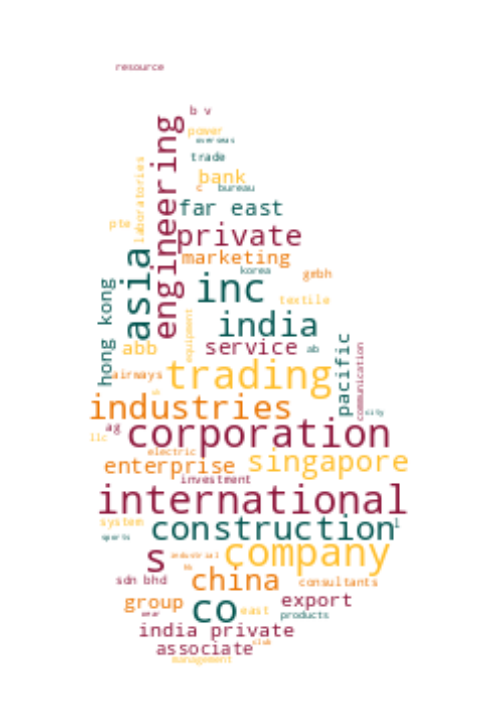 resource
b v
power
overseas
trade
bank
c
bureau
laboratories
engineering
far east
pte
private
marketing
korea
gmbh
asia
inc
hong kong
textile
india
equipment
service
ab
abb
pacific
communication
airways
trading
industries
city
ag
corporation
llc
electric
enterprise
singapore
investment
international
system
construction
l
sports
s
industrial
company
sdn bhd
china
consultants
group
co
east
export
products
wear
india private
club
associate
management